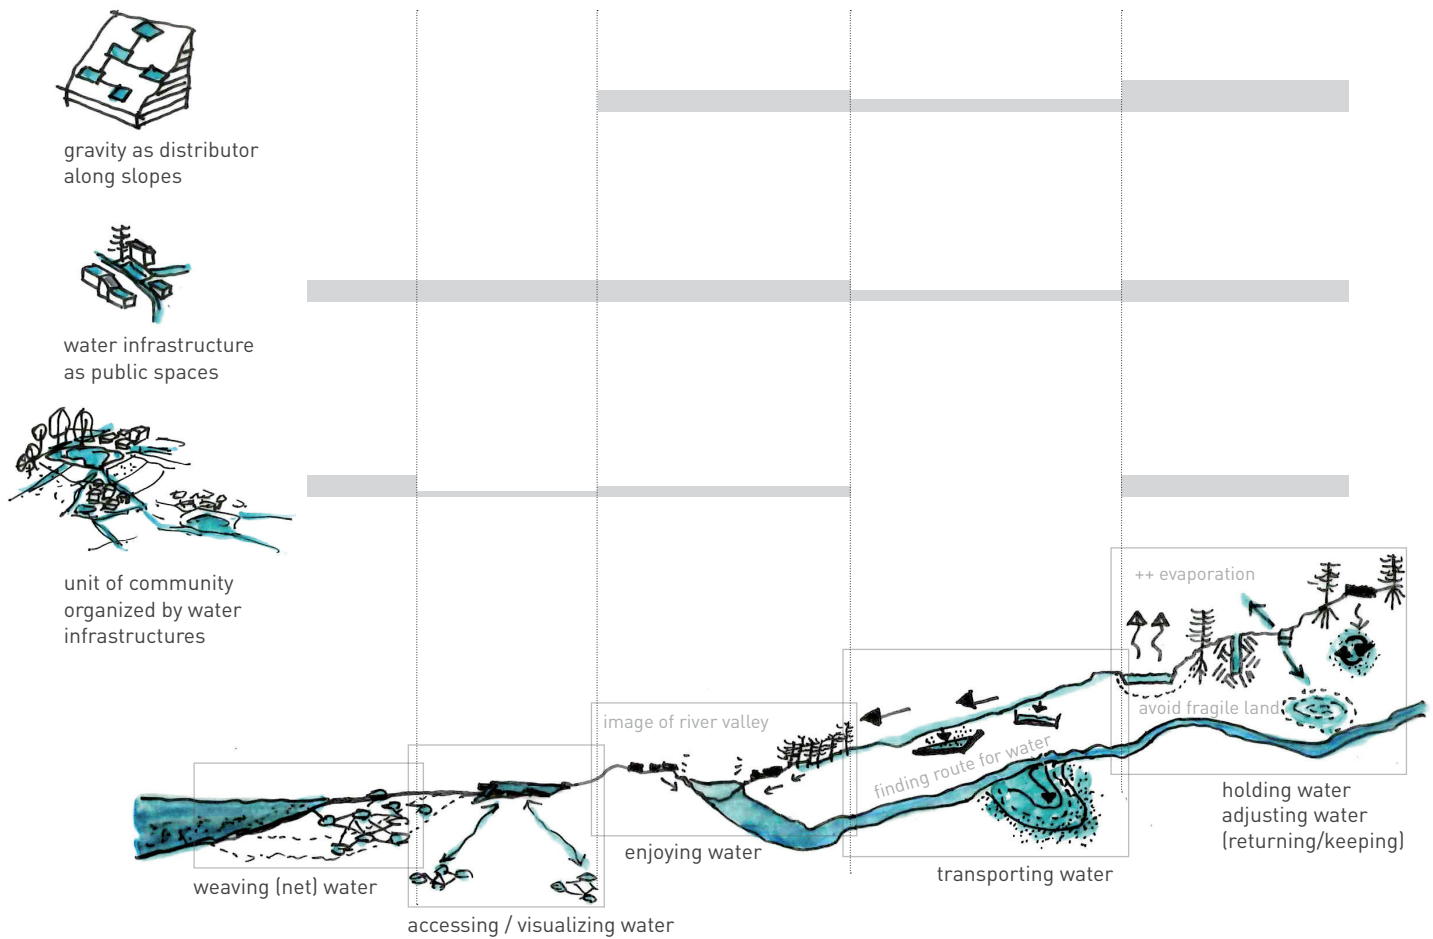 gravity as distributor
along slopes
water infrastructure
as public spaces
unit of community
organized by water
infrastructures
++ evaporation
avoid fragile land
image of river valley
finding route for water
holding water
adjusting water
(returning/keeping)
enjoying water
transporting water
weaving (net) water
accessing / visualizing water